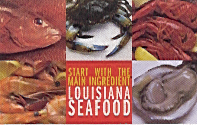 START WITH THE
MAIN INGREDIENT
LOUISIANA
SEAFOOD